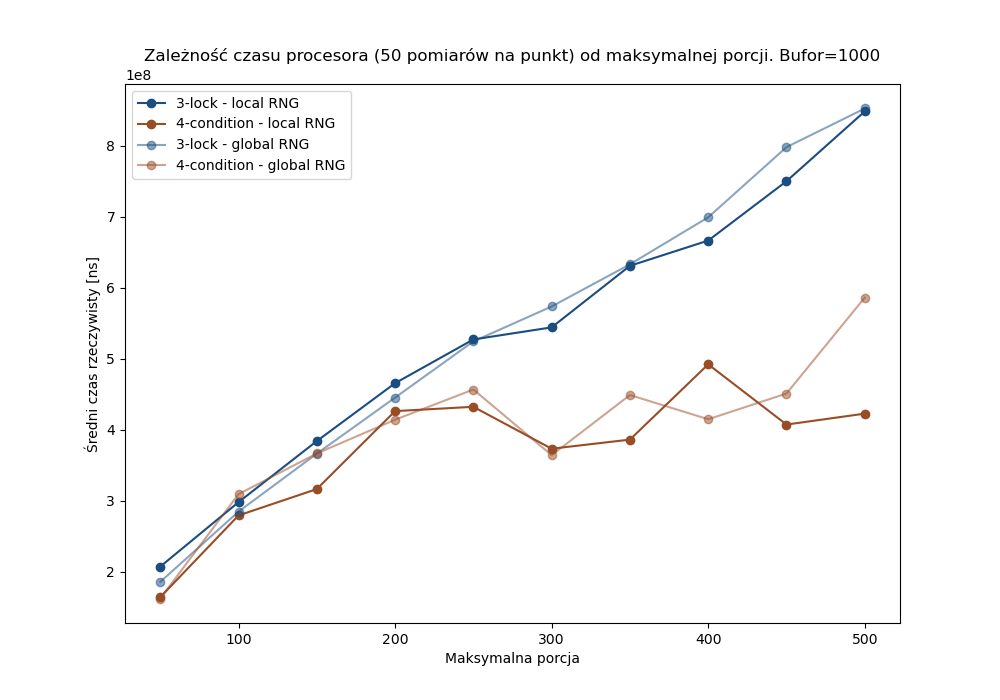 Zależność czasu procesora (50 pomiarów na punkt) od maksymalnej porcji. Bufor=1000
1e8
3-lock - local RNG
4-condition - local RNG
3-lock - global RNG
4-condition - global RNG
8
7
6
5
4
3
2
Średni czas rzeczywisty [ns]
100 200 300 400 500
Maksymalna porcja